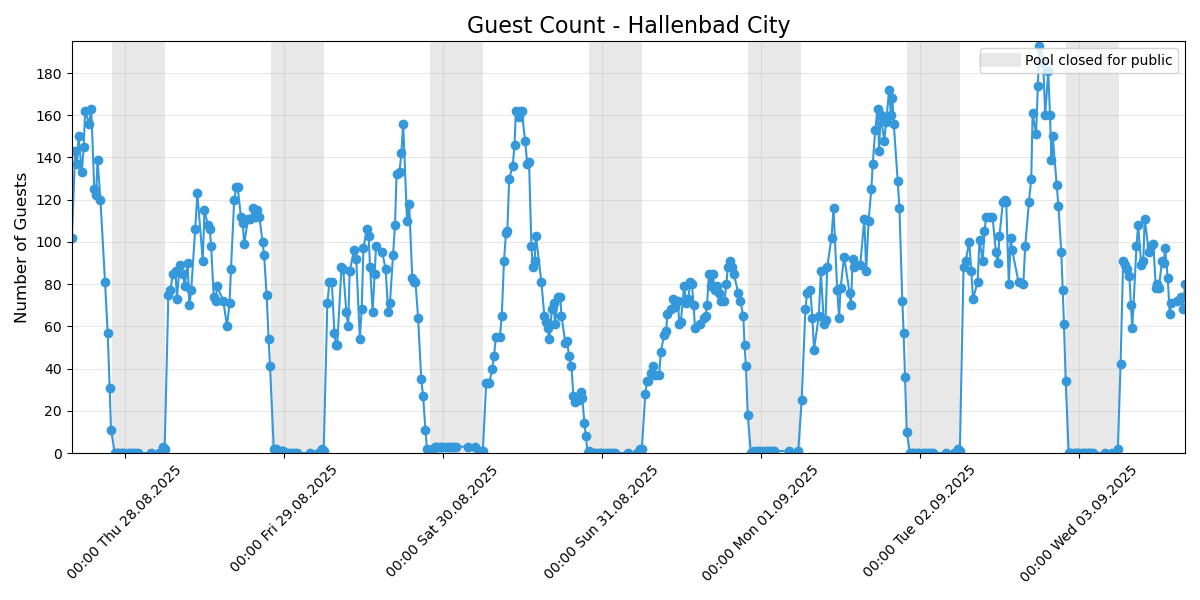 Guest Count - Hallenbad City
Pool closed for public
Number of Guests
180
160
140
120
100
80
60
40
20
0
00:00 Thu 28.08.2025
00:00 Fri 29.08.2025
00:00 Sat 30.08.2025
00:00 Sun 31.08.2025
00:00 Mon 01.09.2025
00:00 Tue 02.09.2025
00:00 Wed 03.09.2025